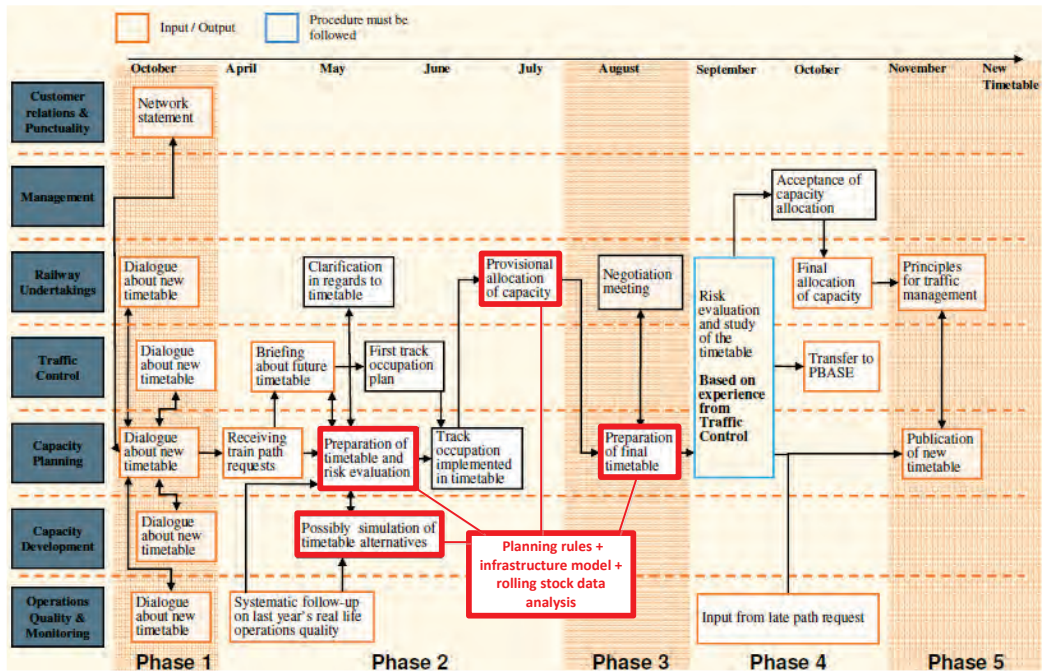 Input / Output
Procedure must be
followed
October
April
May
June
July
August
September
October
November
New
Timetable
Customer
relations &
Punctuality
Network
statement
Management
Acceptance of
capacity
allocation
Railway
Undertakings
Dialogue
about new
timetable
Clarification
in regards to
timetable
Provisional
allocation
of capacity
Negotiation
meeting
Risk
evaluation
and study
of the
timetable
Based on
experience
from
Traffic
Control
Final
allocation
of capacity
Principles
for traffic
management
Traffic
Control
Dialogue
about new
timetable
Briefing
about future
timetable
First track
occupation
plan
Transfer to
PBASE
Capacity
Planning
Dialogue
about new
timetable
Receiving
train path
requests
Preparation of
timetable and
risk evaluation
Track
occupation
implemented
in timetable
Preparation
of final
timetable
Publication
of new
timetable
Capacity
Development
Dialogue
about new
timetable
Possibly simulation of
timetable alternatives
Planning rules +
infrastructure model +
rolling stock data
analysis
Operations
Quality &
Monitoring
Dialogue
about new
timetable
Systematic follow-up
on last year's real life
operations quality
Input from late path request
Phase 1
Phase 2
Phase 3
Phase 4
Phase 5